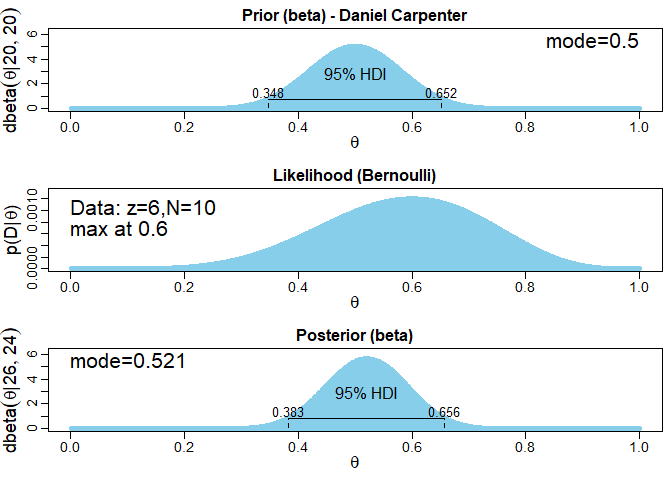 Prior (beta) - Daniel Carpenter
dbeta(θ|20, 20)
0 2 4 6
mode=0.5
95% HDI
0.348 0.652
0.0 0.2 0.4 0.6 0.8 1.0
θ
Likelihood (Bernoulli)
p(D|θ)
0.0000 0.0010
Data: z=6,N=10
max at 0.6
0.0 0.2 0.4 0.6 0.8 1.0
θ
Posterior (beta)
dbeta(θ|26, 24)
0 2 4 6
mode=0.521
95% HDI
0.383 0.656
0.0 0.2 0.4 0.6 0.8 1.0
θ